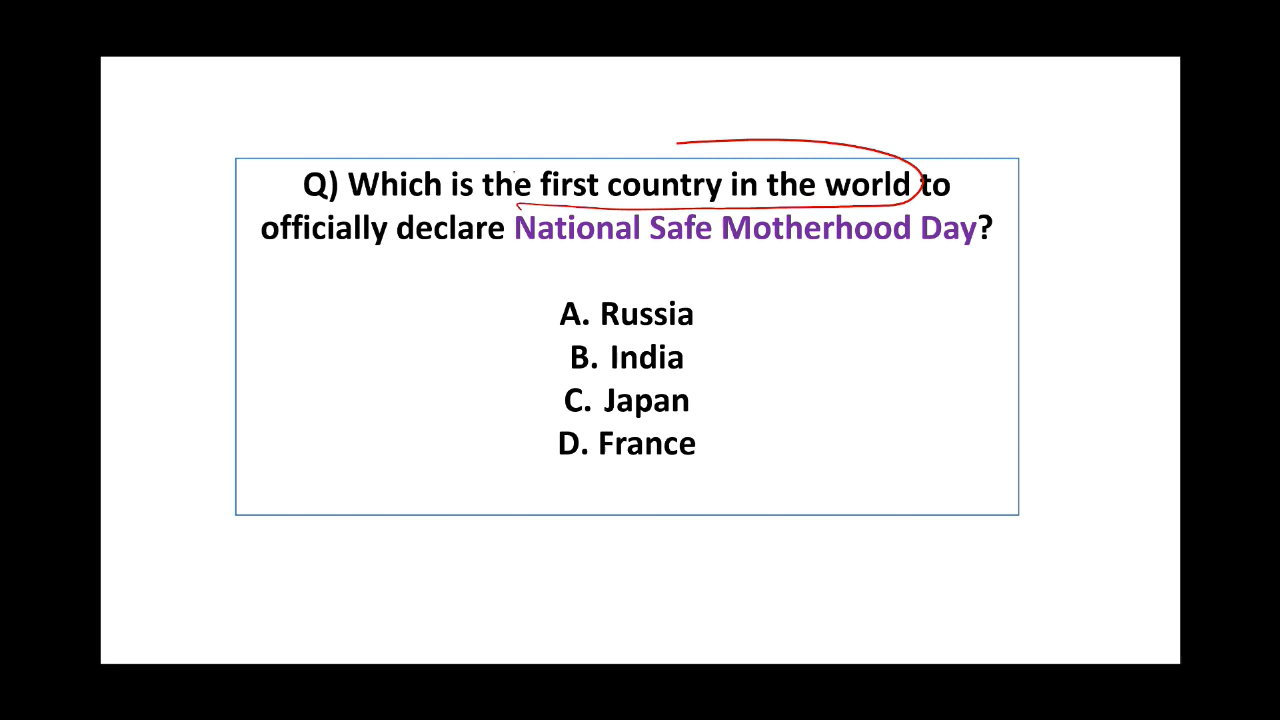 Q) Which is the first country in the world to
officially declare National Safe Motherhood Day?
A. Russia
B. India
C. Japan
D. France